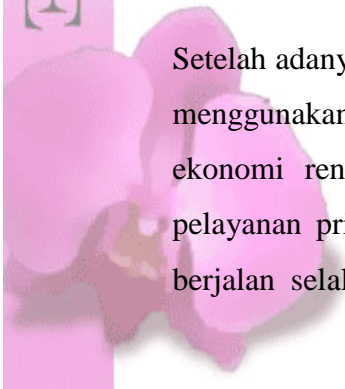 Setelah adany
menggunakan
ekonomi ren
pelayanan pri
berjalan selal